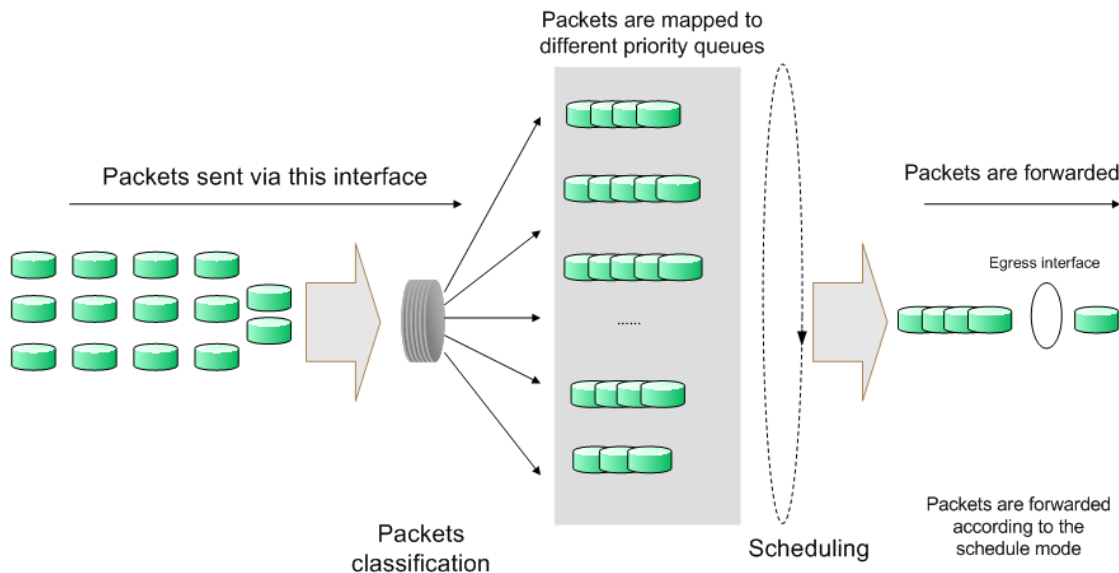 Packets are mapped to
different priority queues
Packets sent via this interface
Packets are forwarded
Egress interface
......
Packets
classification
Scheduling
Packets are forwarded
according to the
schedule mode